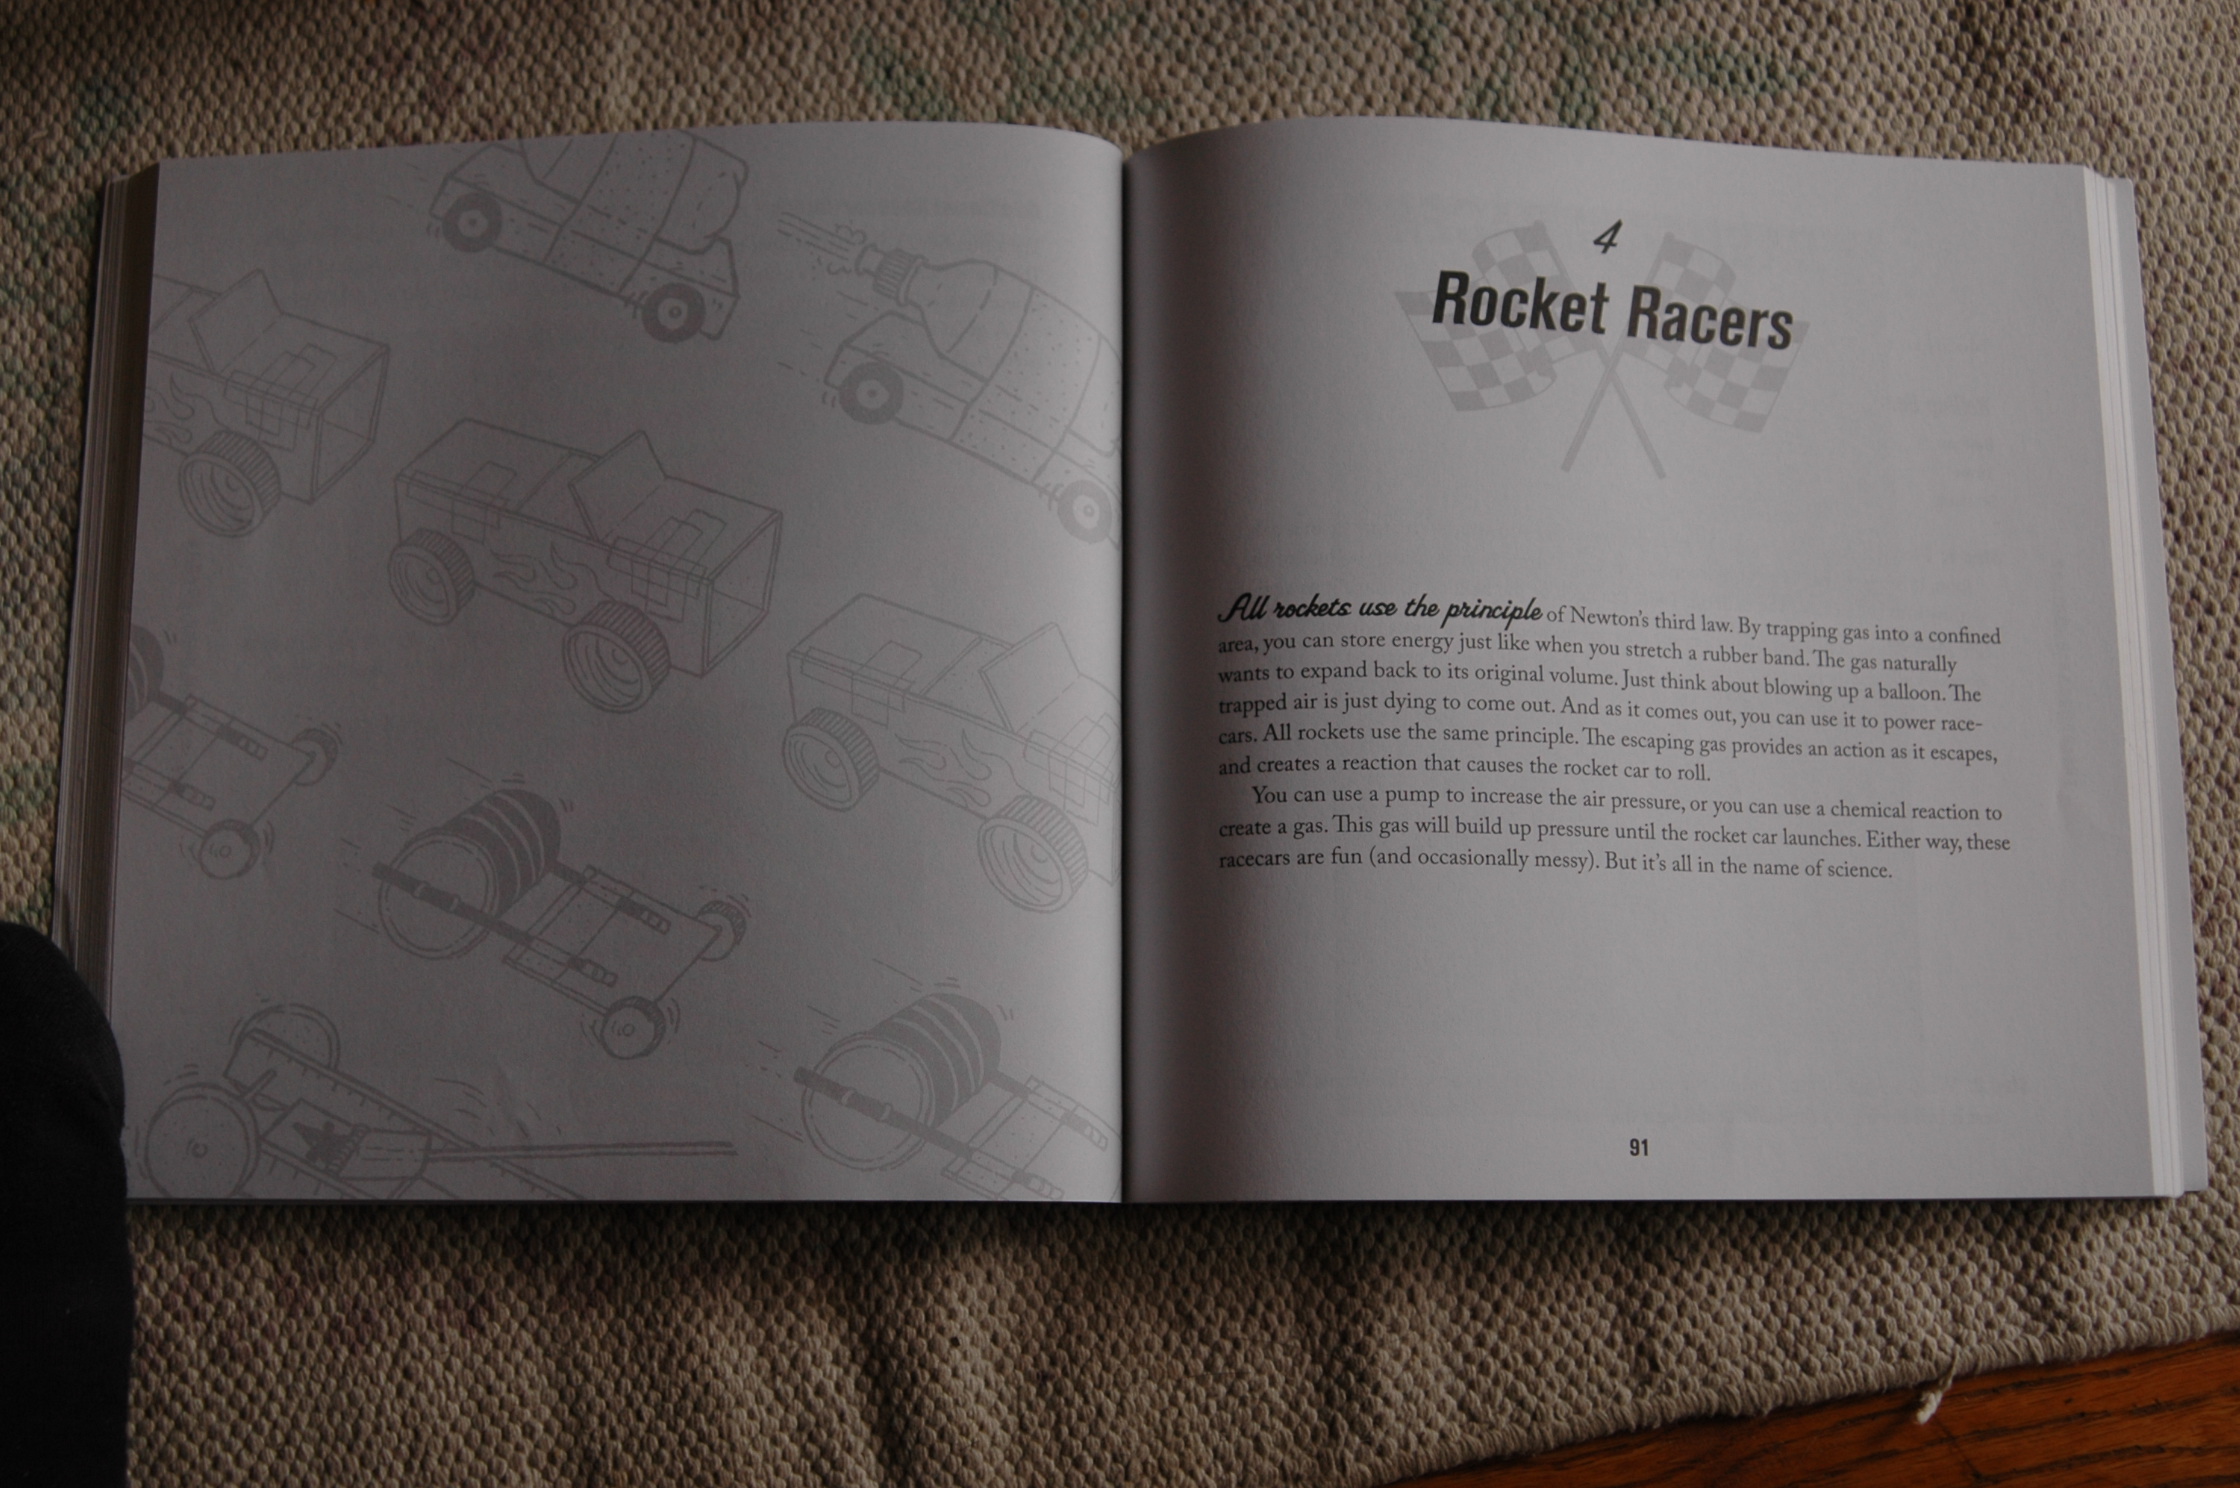 4
Rocket Racers
All rockets use the principle of Newton's third law. By trapping gas into a confined
area, you can store energy just like when you stretch a rubber band. The gas naturally
wants to expand back to its original volume. Just think about blowing up a balloon. The
trapped air is just dying to come out. And as it comes out, you can use it to power race-
cars. All rockets use the same principle. The escaping gas provides an action as it escapes,
and creates a reaction that causes the rocket car to roll.
You can use a pump to increase the air pressure, or you can use a chemical reaction to
create a gas. This gas will build up pressure until the rocket car launches. Either way, these
racecars are fun (and occasionally messy). But it's all in the name of science.
91